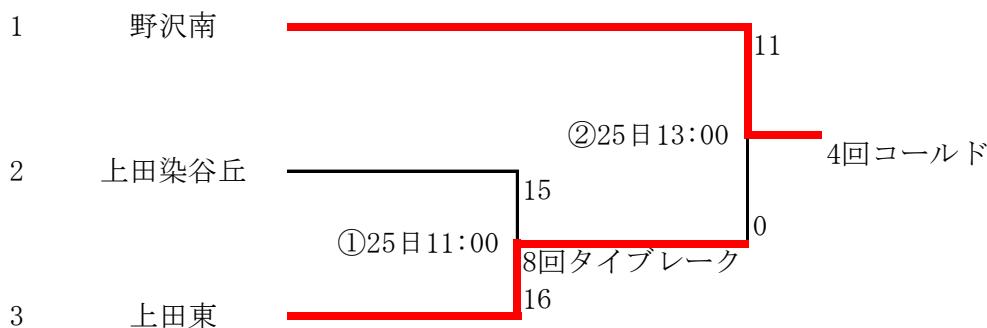 1 野沢南
11
②25日13:00
4回コールド
2 上田染谷丘
15
0
①25日11:00
8回タイブレーク
16
3 上田東